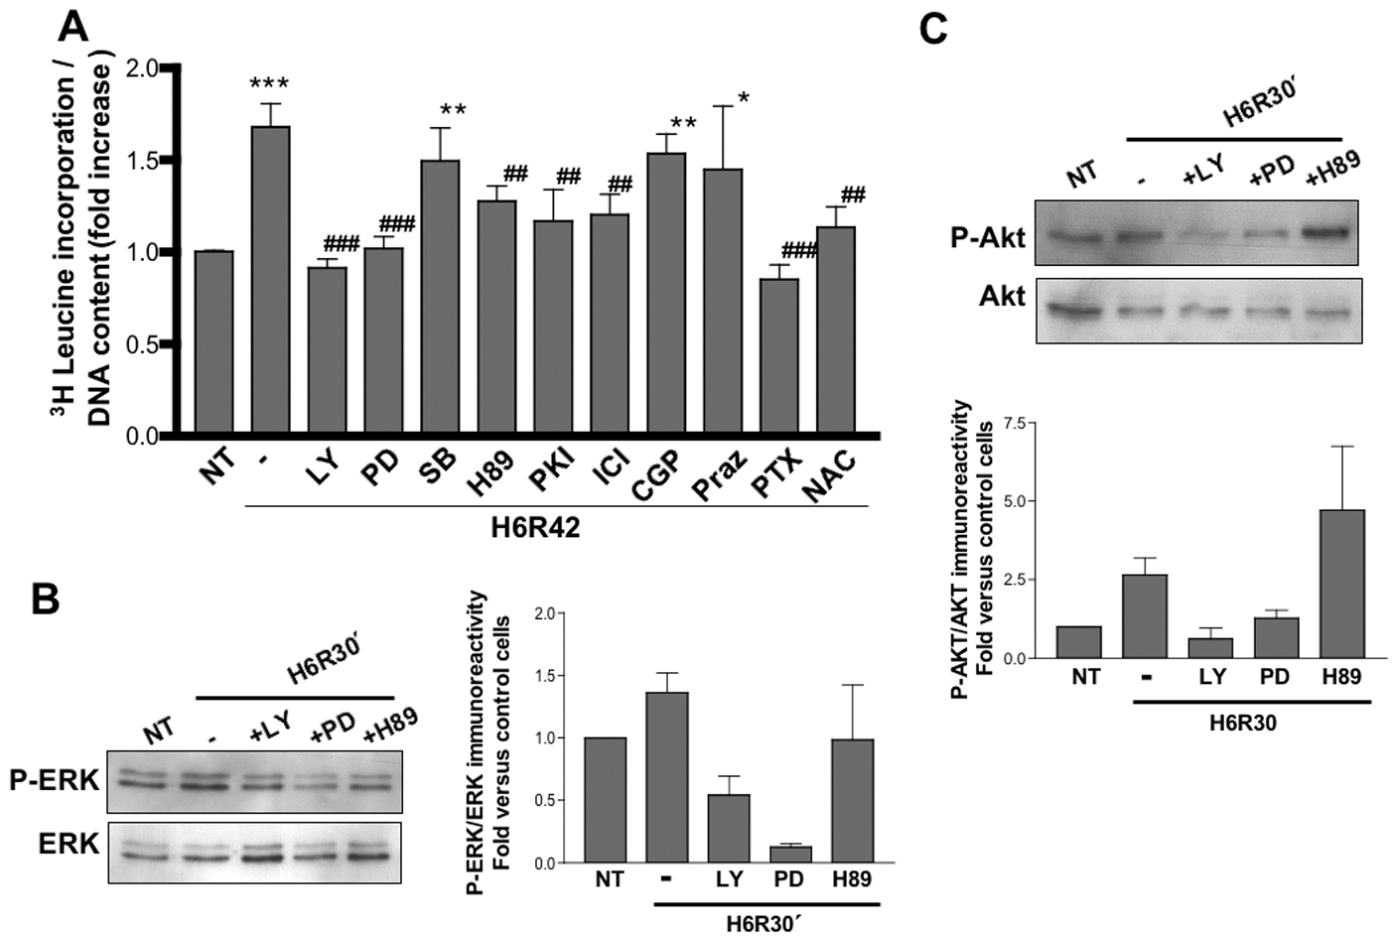 A
³H Leucine incorporation /
DNA content (fold increase )
2.0
1.5
1.0
0.5
0.0
***
###
###
**
##
##
##
**
*
###
##
NT
-
LY
PD
SB
H89
PKI
ICI
CGP
Praz
PTX
NAC
H6R42
B
H6R30´
NT
-
+LY
+PD
+H89
P-ERK
ERK
P-ERK/ERK immunoreactivity
Fold versus control cells
2.0
1.5
1.0
0.5
0.0
NT
-
LY
PD
H89
H6R30´
C
H6R30´
NT
-
+LY
+PD
+H89
P-Akt
Akt
P-AKT/AKT immunoreactivity
Fold versus control cells
7.5
5.0
2.5
0.0
NT
-
LY
PD
H89
H6R30